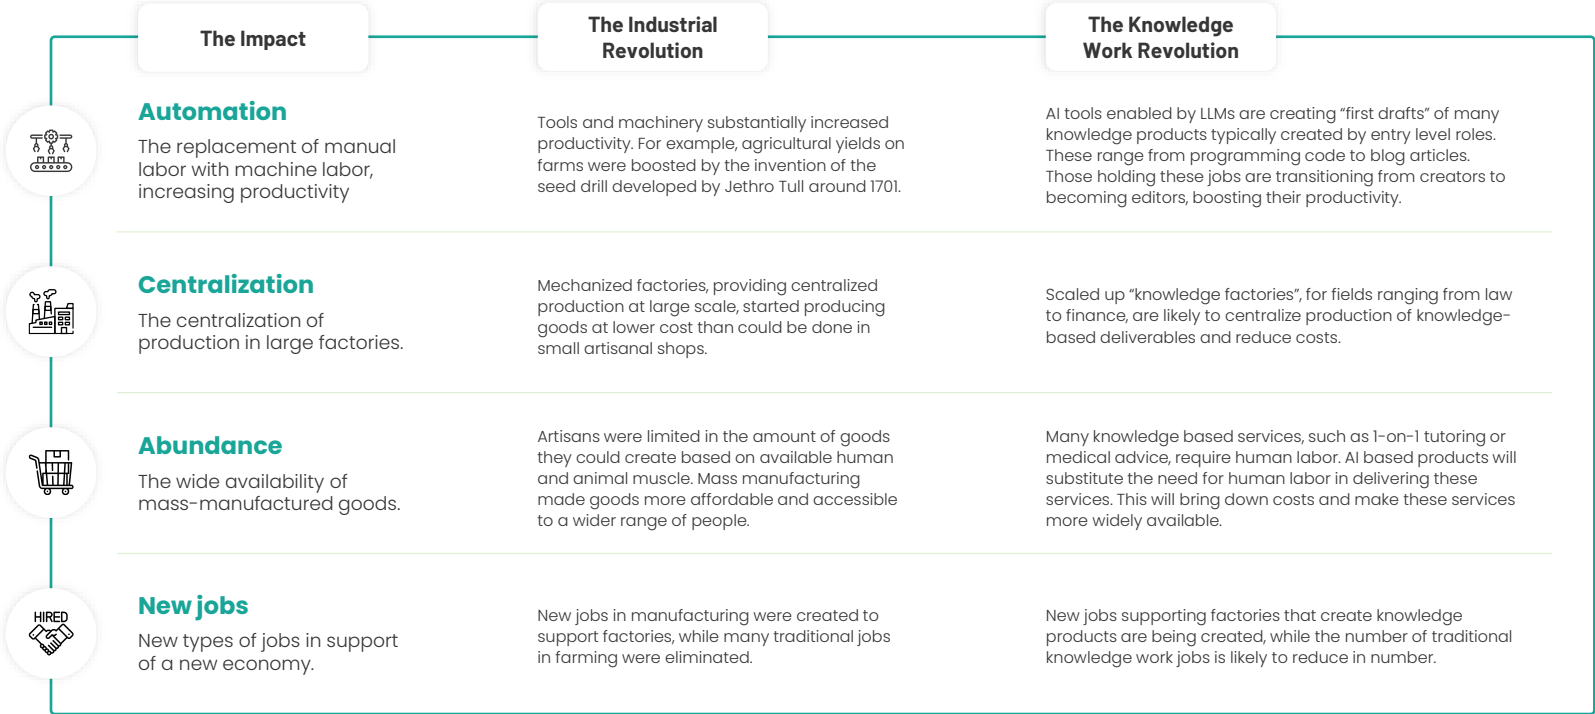 The Impact
The Industrial
Revolution
The Knowledge
Work Revolution
Automation
The replacement of manual
labor with machine labor,
increasing productivity
Tools and machinery substantially increased
productivity. For example, agricultural yields on
farms were boosted by the invention of the
seed drill developed by Jethro Tull around 1701.
AI tools enabled by LLMs are creating “first drafts” of many
knowledge products typically created by entry level roles.
These range from programming code to blog articles.
Those holding these jobs are transitioning from creators to
becoming editors, boosting their productivity.
Centralization
The centralization of
production in large factories.
Mechanized factories, providing centralized
production at large scale, started producing
goods at lower cost than could be done in
small artisanal shops.
Scaled up “knowledge factories”, for fields ranging from law
to finance, are likely to centralize production of knowledge-
based deliverables and reduce costs.
Abundance
The wide availability of
mass-manufactured goods.
Artisans were limited in the amount of goods
they could create based on available human
and animal muscle. Mass manufacturing
made goods more affordable and accessible
to a wider range of people.
Many knowledge based services, such as 1-on-1 tutoring or
medical advice, require human labor. AI based products will
substitute the need for human labor in delivering these
services. This will bring down costs and make these services
more widely available.
HIRED
New jobs
New types of jobs in support
of a new economy.
New jobs in manufacturing were created to
support factories, while many traditional jobs
in farming were eliminated.
New jobs supporting factories that create knowledge
products are being created, while the number of traditional
knowledge work jobs is likely to reduce in number.